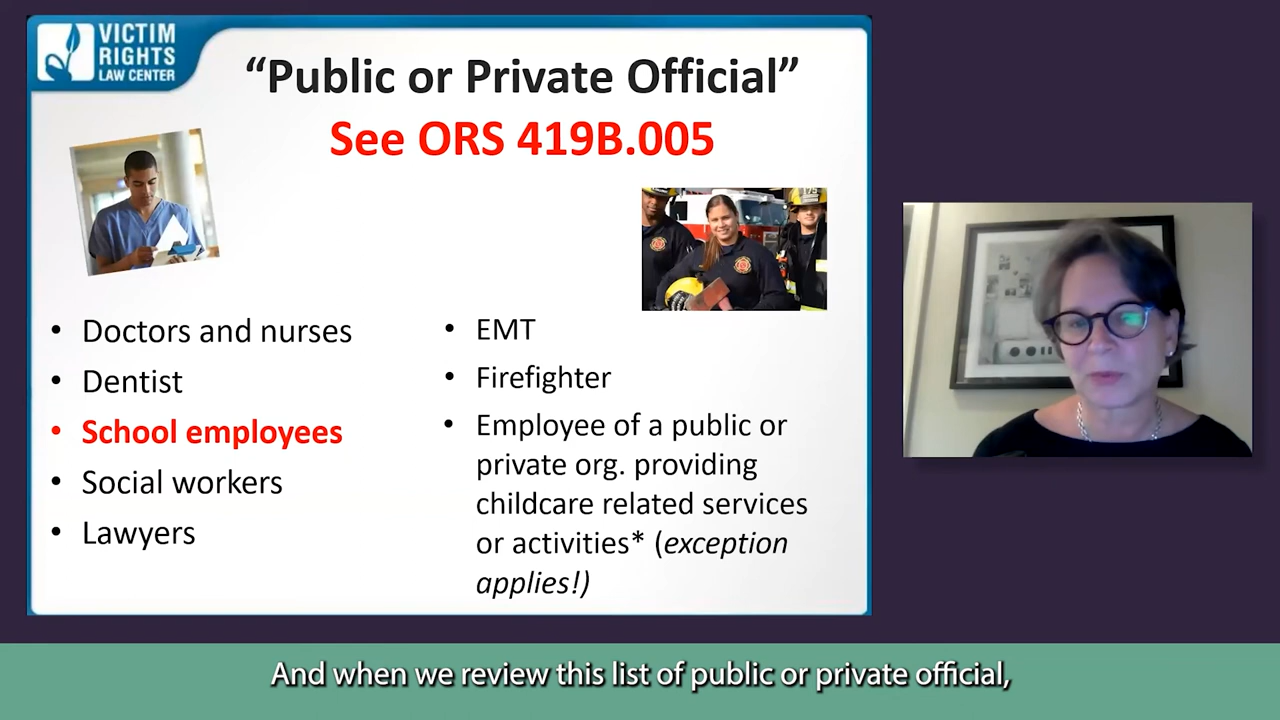 VICTIM
RIGHTS
LAW CENTER
“Public or Private Official”
See ORS 419B.005
175
• Doctors and nurses
• Dentist
• School employees
• Social workers
• Lawyers
• EMT
• Firefighter
• Employee of a public or
private org. providing
childcare related services
or activities* (exception
applies!)
And when we review this list of public or private official,